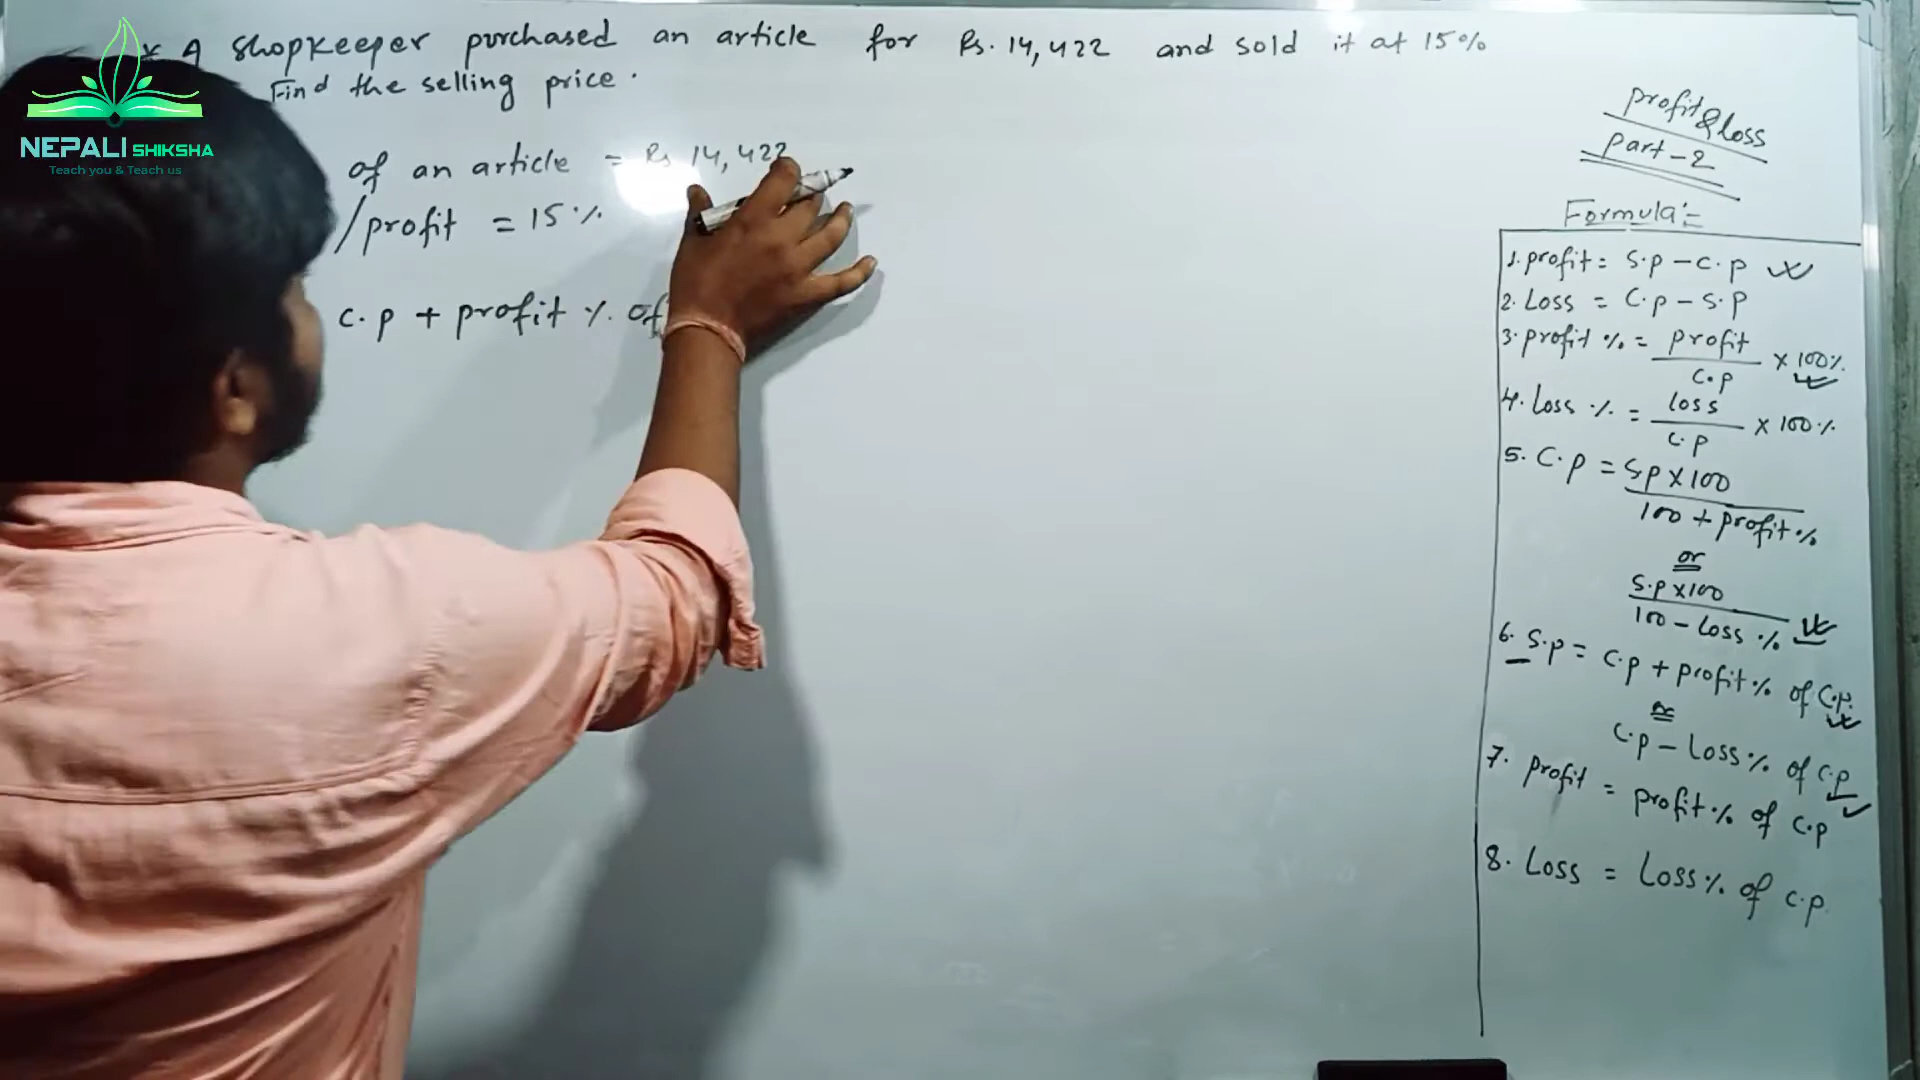 A shopkeeper purchased an article for Rs. 14,422 and sold it at 15%
Find the selling price.
NEPALI SHIKSHA
Teach you & Teach us
of an article = Rs 14,422
/profit = 15%
c.p + profit % of
profit & loss
part-2
Formula:-
1. profit = S.p - C.p
2. Loss = C.p - S.p
3. profit % = profit / c.p × 100%
4. Loss % = loss / c.p × 100%
5. C.p = S.p × 100 / 100 + profit %
or
S.p × 100 / 100 - Loss %
6. S.p = C.p + profit % of C.p.
or
C.p - Loss % of c.p
7. profit = profit % of c.p
8. Loss = Loss % of c.p.